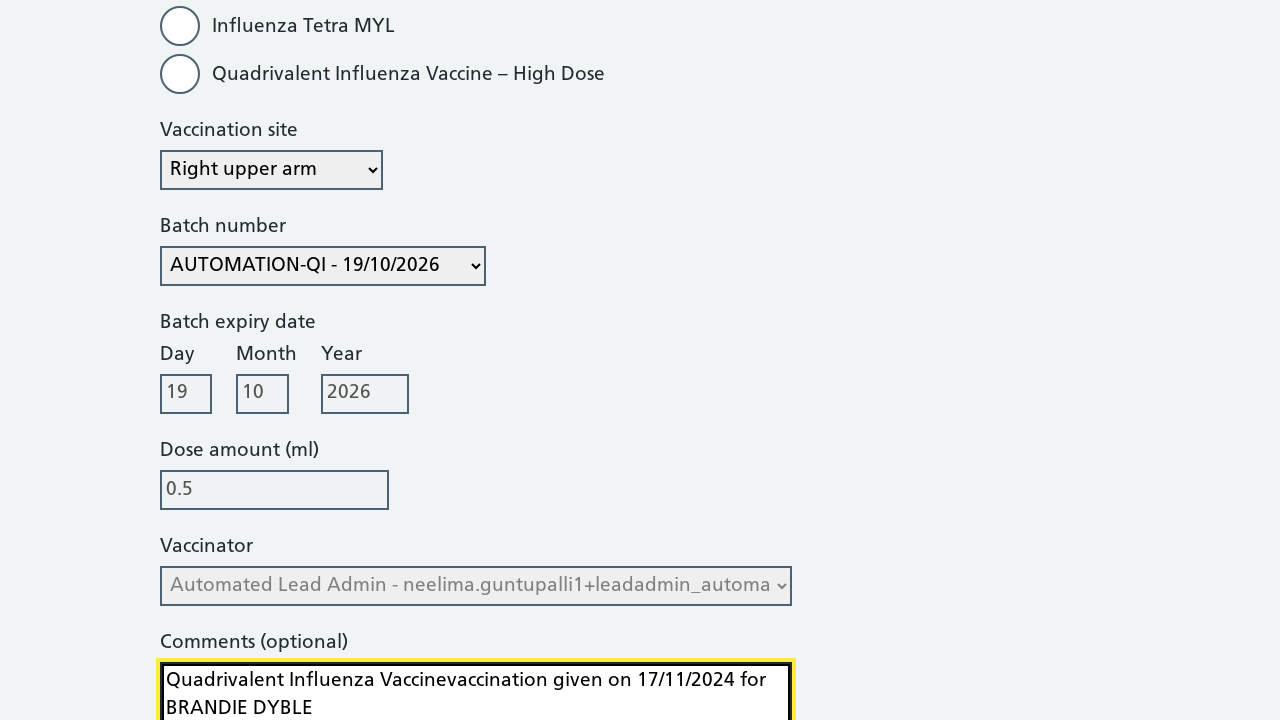 Influenza Tetra MYL
Quadrivalent Influenza Vaccine – High Dose
Vaccination site
Right upper arm
Batch number
AUTOMATION-QI - 19/10/2026
Batch expiry date
Day Month Year
19 10 2026
Dose amount (ml)
0.5
Vaccinator
Automated Lead Admin - neelima.guntupalli1+leadadmin_automa
Comments (optional)
Quadrivalent Influenza Vaccinevaccination given on 17/11/2024 for
BRANDIE DYBLE